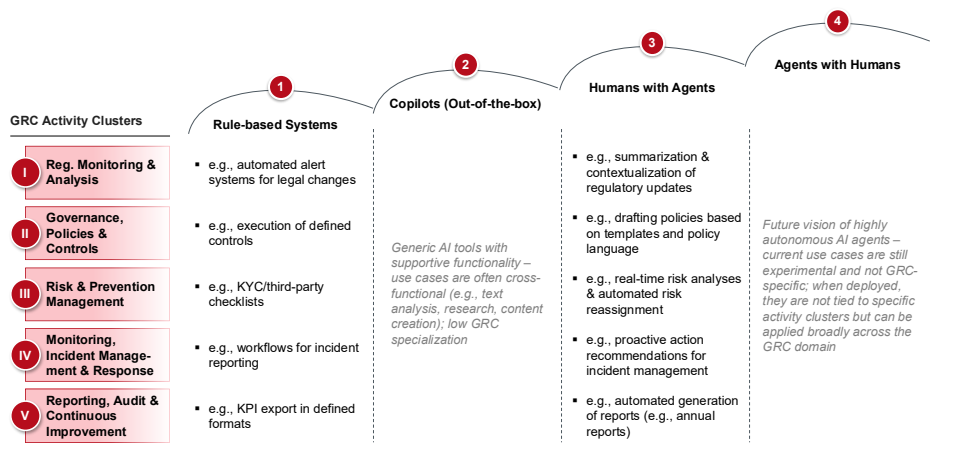 4
3
Agents with Humans
2
Humans with Agents
1
Copilots (Out-of-the-box)
GRC Activity Clusters
Rule-based Systems
I
Reg. Monitoring &
Analysis
▪ e.g., automated alert
systems for legal changes
▪ e.g., summarization &
contextualization of
regulatory updates
II
Governance,
Policies &
Controls
▪ e.g., execution of defined
controls
▪ e.g., drafting policies based
on templates and policy
language
III
Risk & Prevention
Management
▪ e.g., KYC/third-party
checklists
▪ e.g., real-time risk analyses
& automated risk
reassignment
IV
Monitoring,
Incident Manage-
ment & Response
▪ e.g., workflows for incident
reporting
▪ e.g., proactive action
recommendations for
incident management
V
Reporting, Audit &
Continuous
Improvement
▪ e.g., KPI export in defined
formats
▪ e.g., automated generation
of reports (e.g., annual
reports)
Generic AI tools with
supportive functionality –
use cases are often cross-
functional (e.g., text
analysis, research, content
creation); low GRC
specialization
Future vision of highly
autonomous AI agents –
current use cases are still
experimental and not GRC-
specific; when deployed,
they are not tied to specific
activity clusters but can be
applied broadly across the
GRC domain